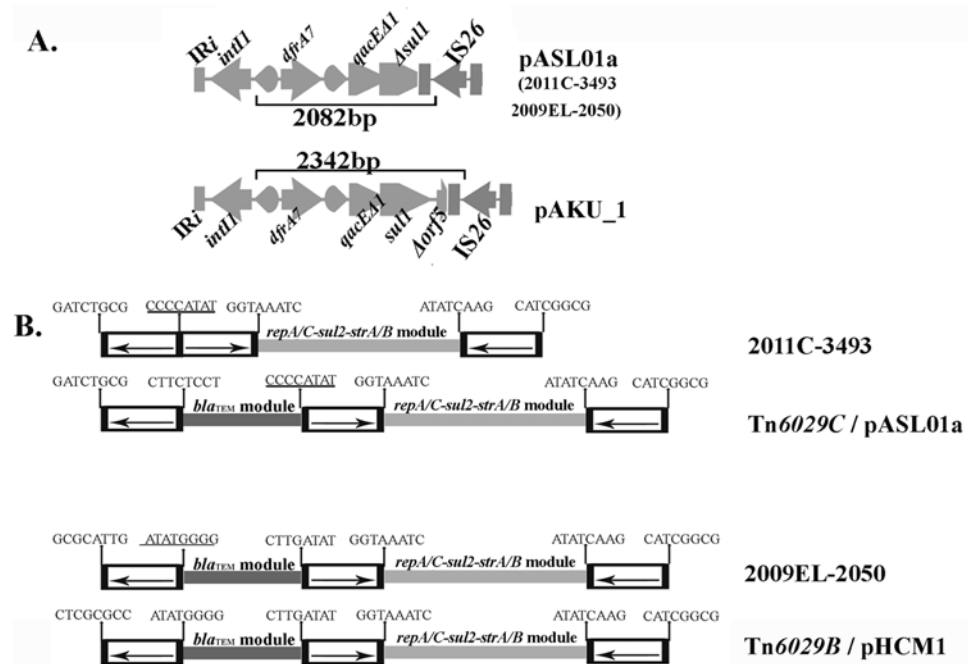 A.
IRi intI1 dfrA7 qacEΔ1 Δsul1 IS26
pASL01a
(2011C-3493
2009EL-2050)
2082bp
2342bp
IRi intI1 dfrA7 qacEΔ1 sul1 Δorf5 IS26
pAKU_1
B.
GATCTGCG CCCCATAT GGTAAATC ATATCAAG CATCGGCG
repA/C-sul2-strA/B module
2011C-3493
GATCTGCG CTTCTCCT CCCCATAT GGTAAATC ATATCAAG CATCGGCG
blaTEM module repA/C-sul2-strA/B module
Tn6029C / pASL01a
GCGCATTG ATATGGGG CTTGATAT GGTAAATC ATATCAAG CATCGGCG
blaTEM module repA/C-sul2-strA/B module
2009EL-2050
CTCGCGCC ATATGGGG CTTGATAT GGTAAATC ATATCAAG CATCGGCG
blaTEM module repA/C-sul2-strA/B module
Tn6029B / pHCM1